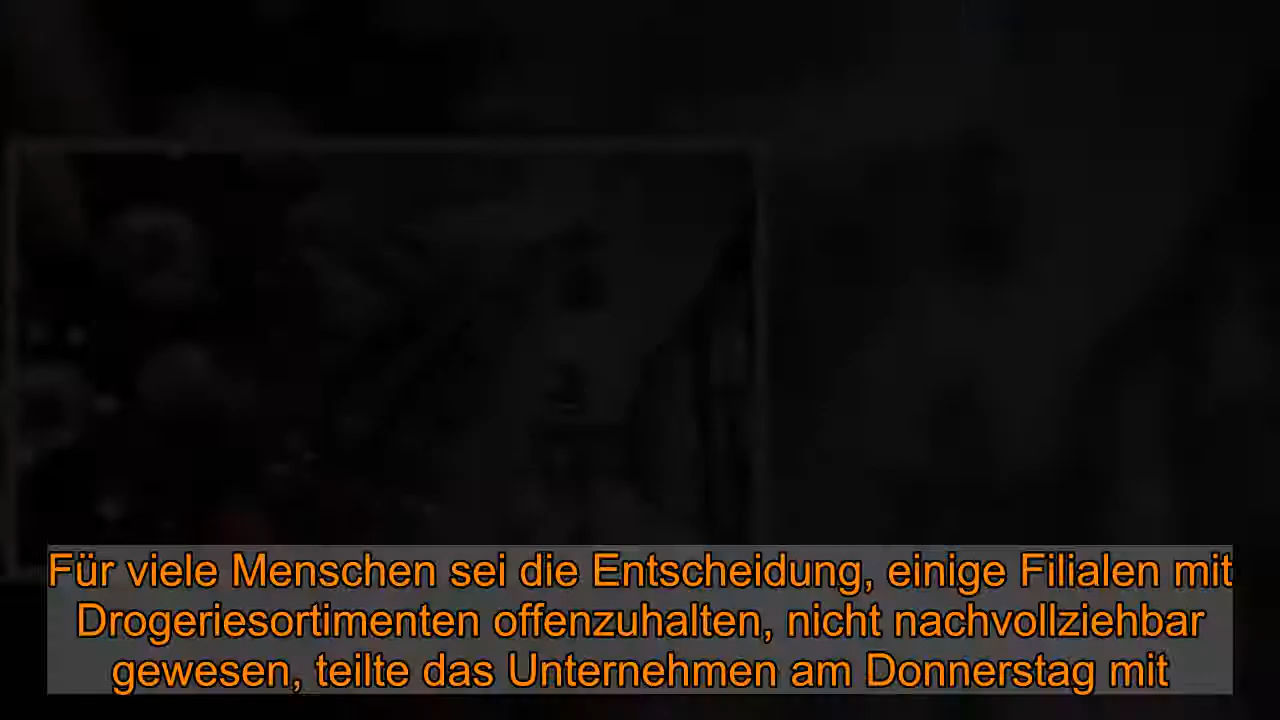 Für viele Menschen sei die Entscheidung, einige Filialen mit
Drogeriesortimenten offenzuhalten, nicht nachvollziehbar
gewesen, teilte das Unternehmen am Donnerstag mit